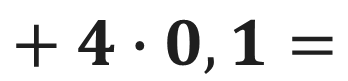 + 4 · 0,1 =